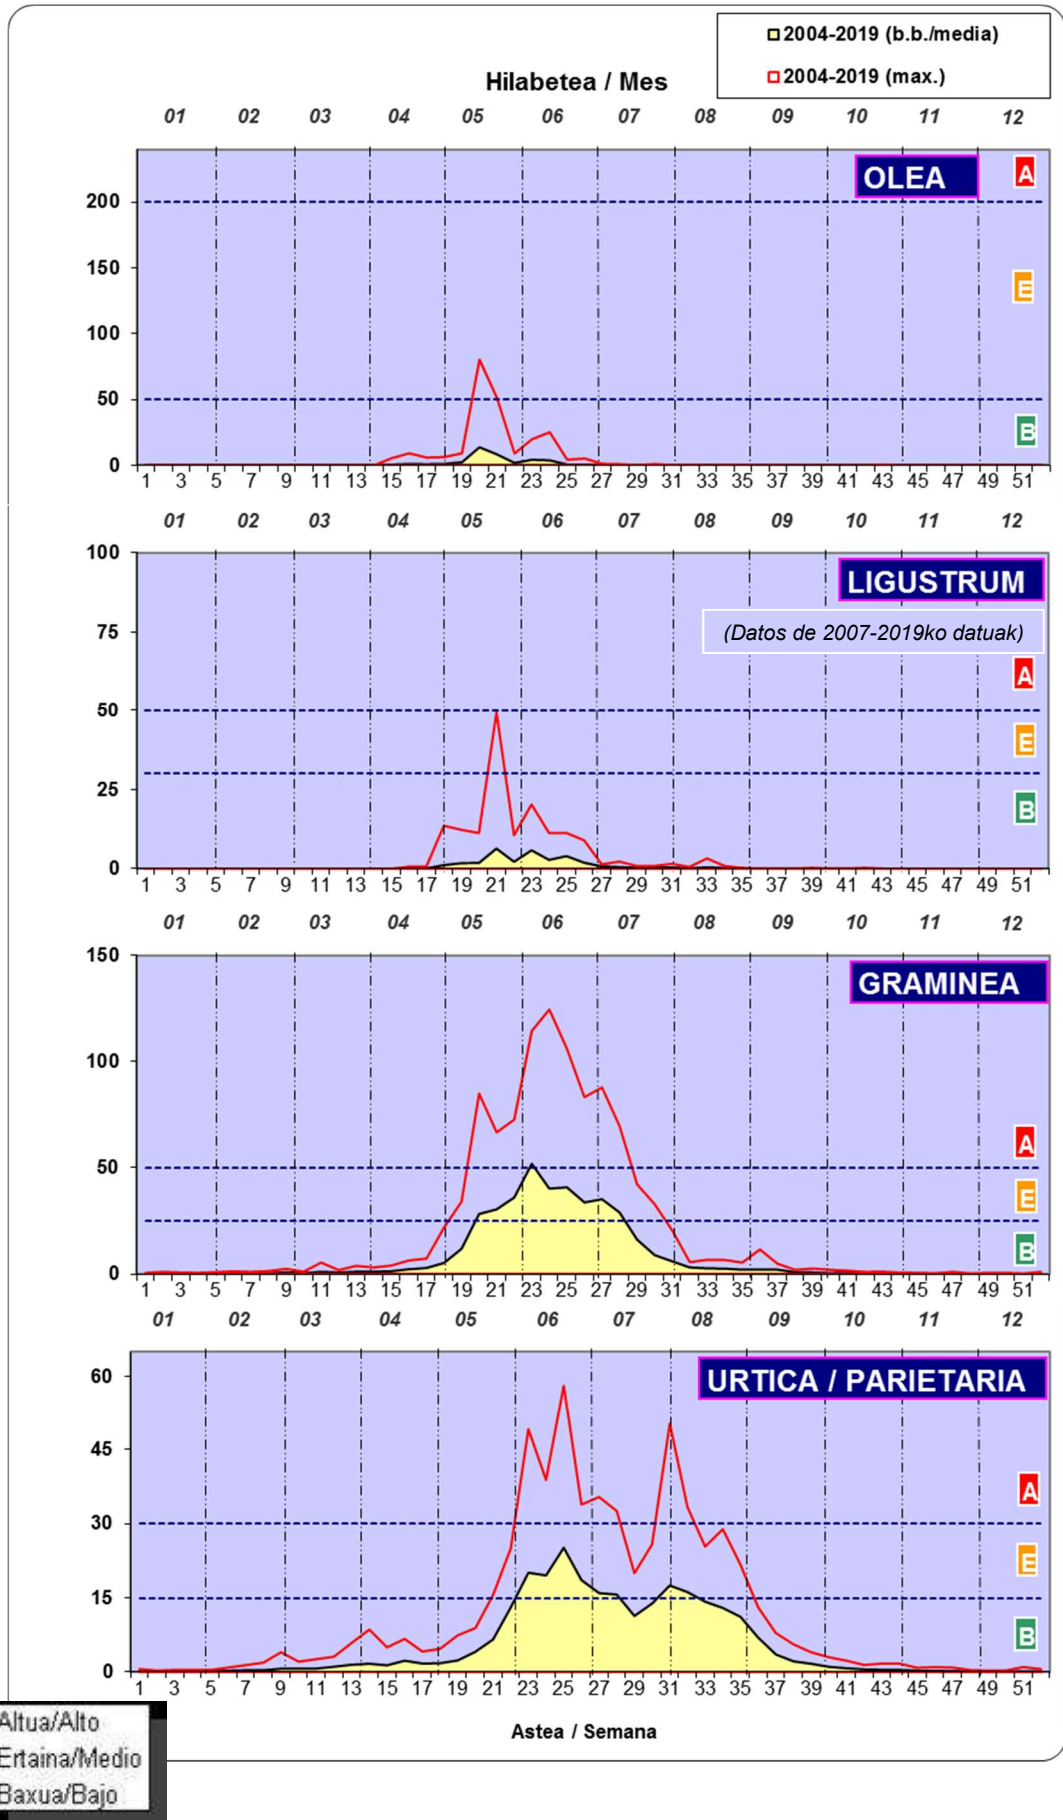 2004-2019 (b.b./media)
2004-2019 (max.)
Hilabetea / Mes
01 02 03 04 05 06 07 08 09 10 11 12
OLEA
A
E
B
200
150
100
50
0
1 3 5 7 9 11 13 15 17 19 21 23 25 27 29 31 33 35 37 39 41 43 45 47 49 51
01 02 03 04 05 06 07 08 09 10 11 12
LIGUSTRUM
(Datos de 2007-2019ko datuak)
A
E
B
100
75
50
25
0
1 3 5 7 9 11 13 15 17 19 21 23 25 27 29 31 33 35 37 39 41 43 45 47 49 51
01 02 03 04 05 06 07 08 09 10 11 12
GRAMINEA
A
E
B
150
100
50
0
1 3 5 7 9 11 13 15 17 19 21 23 25 27 29 31 33 35 37 39 41 43 45 47 49 51
01 02 03 04 05 06 07 08 09 10 11 12
URTICA / PARIETARIA
A
E
B
60
45
30
15
0
1 3 5 7 9 11 13 15 17 19 21 23 25 27 29 31 33 35 37 39 41 43 45 47 49 51
Astea / Semana
Altua/Alto
Ertaina/Medio
Baxua/Bajo